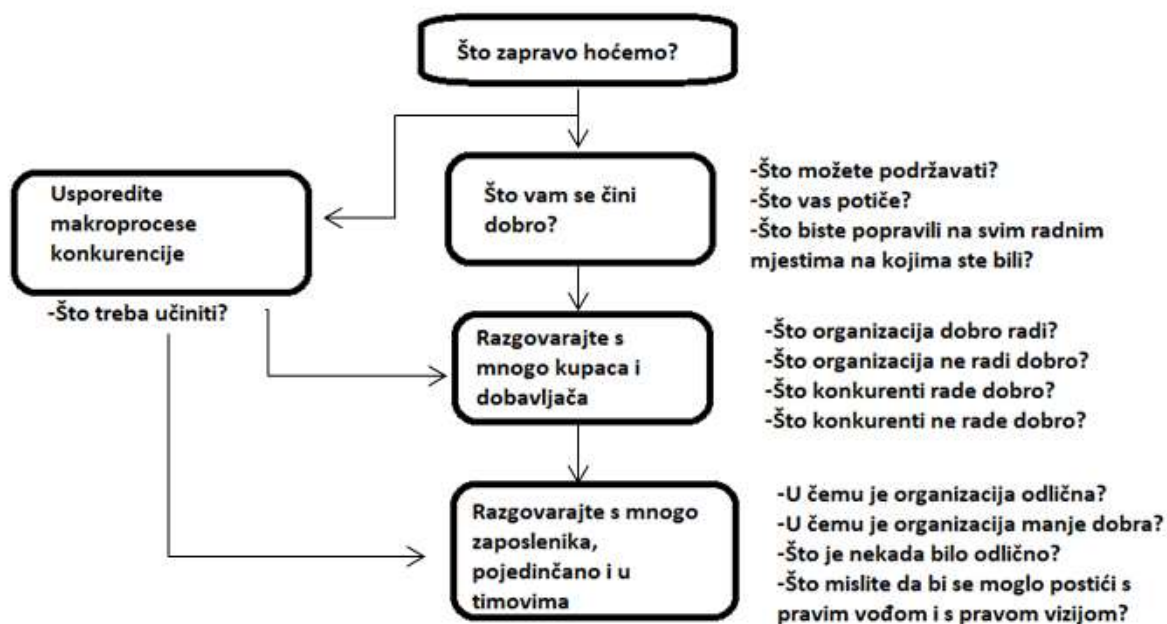 Što zapravo hoćemo?
Što vam se čini
dobro?
-Što možete podržavati?
-Što vas potiče?
-Što biste popravili na svim radnim
mjestima na kojima ste bili?
Usporedite
makroprocese
konkurencije
-Što treba učiniti?
Razgovarajte s
mnogo kupaca i
dobavljača
-Što organizacija dobro radi?
-Što organizacija ne radi dobro?
-Što konkurenti rade dobro?
-Što konkurenti ne rade dobro?
Razgovarajte s mnogo
zaposlenika,
pojedinčano i u
timovima
-U čemu je organizacija odlična?
-U čemu je organizacija manje dobra?
-Što je nekada bilo odlično?
-Što mislite da bi se moglo postići s
pravim vođom i s pravom vizijom?